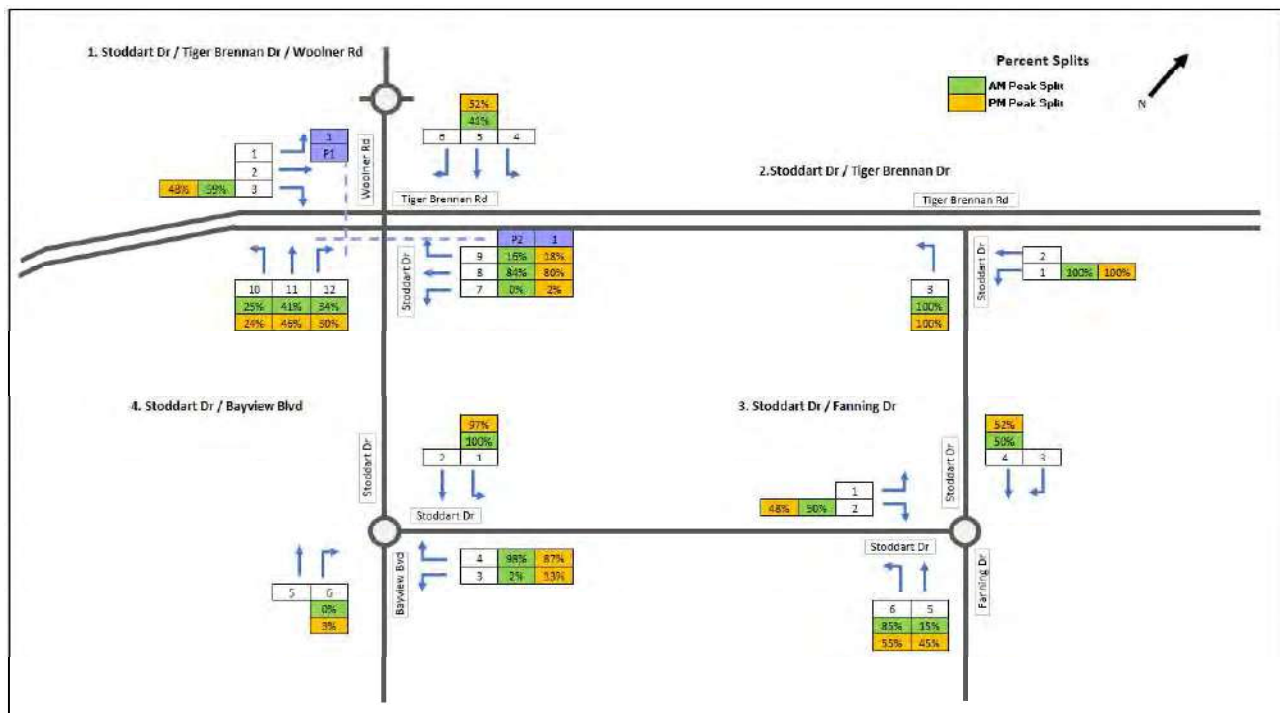 1. Stoddart Dr / Tiger Brennan Dr / Woolner Rd
Percent Splits
AM Peak Split
PM Peak Split
N
52%
41%
6 5 4
P1
1
2
48% 59% 3
Woolner Rd
2.Stoddart Dr / Tiger Brennan Dr
Tiger Brennan Rd
Tiger Brennan Rd
P2 1
9 16% 18%
8 84% 80%
7 0% 2%
Stoddart Dr
10 11 12
25% 41% 34%
24% 46% 30%
3
100%
100%
Stoddart Dr
2
1 100% 100%
4. Stoddart Dr / Bayview Blvd
3. Stoddart Dr / Fanning Dr
Stoddart Dr
97%
100%
2 1
Stoddart Dr
52%
50%
4 3
Stoddart Dr
1
48% 50% 2
Stoddart Dr
4 98% 87%
3 2% 13%
Bayview Blvd
5 6
0%
3%
6 5
85% 15%
55% 45%
Fanning Dr